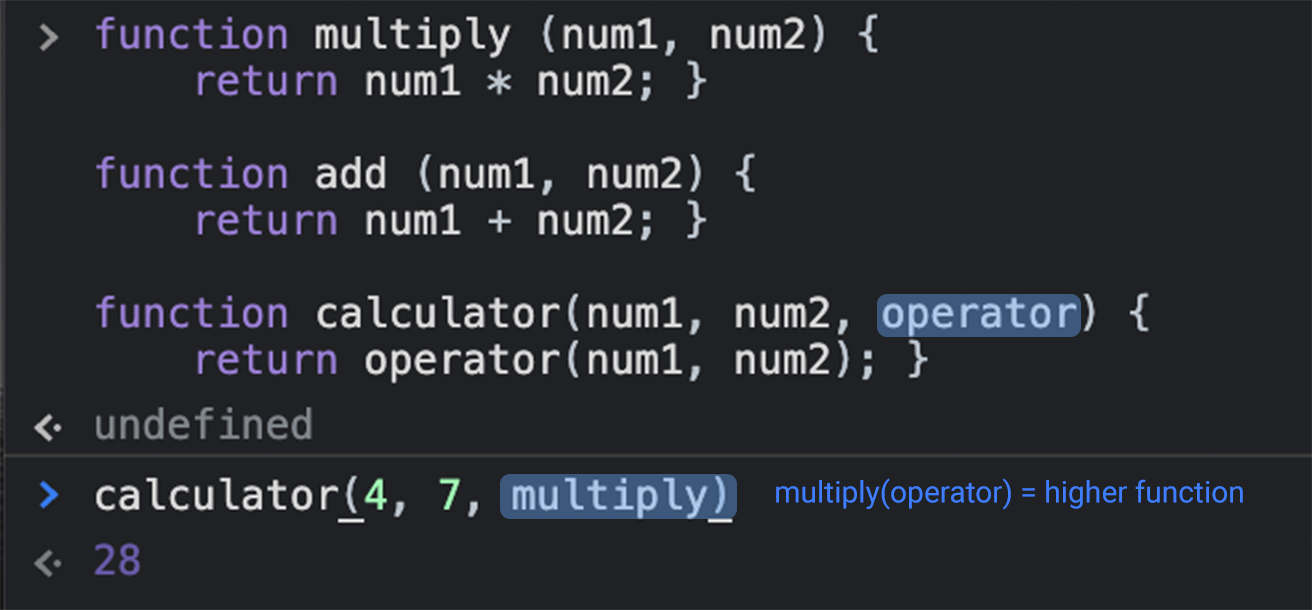 > function multiply (num1, num2) {
return num1 * num2; }
function add (num1, num2) {
return num1 + num2; }
function calculator(num1, num2, operator) {
return operator(num1, num2); }
<· undefined
> calculator(4, 7, multiply) multiply(operator) = higher function
<· 28